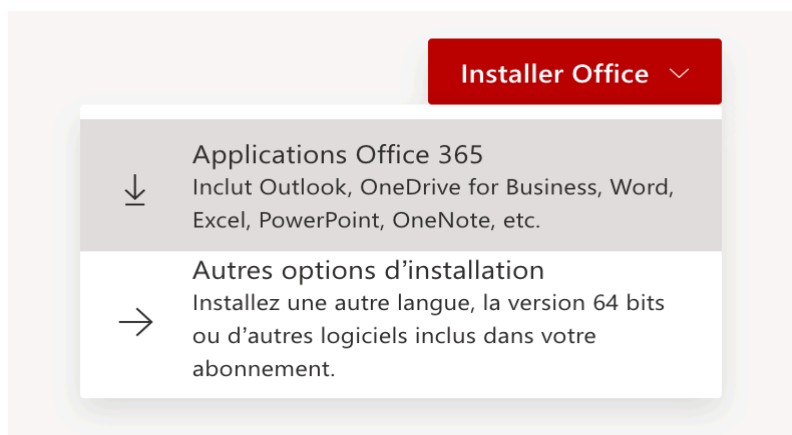 Installer Office
Applications Office 365
Inclut Outlook, OneDrive for Business, Word,
Excel, PowerPoint, OneNote, etc.
Autres options d’installation
Installez une autre langue, la version 64 bits
ou d’autres logiciels inclus dans votre
abonnement.